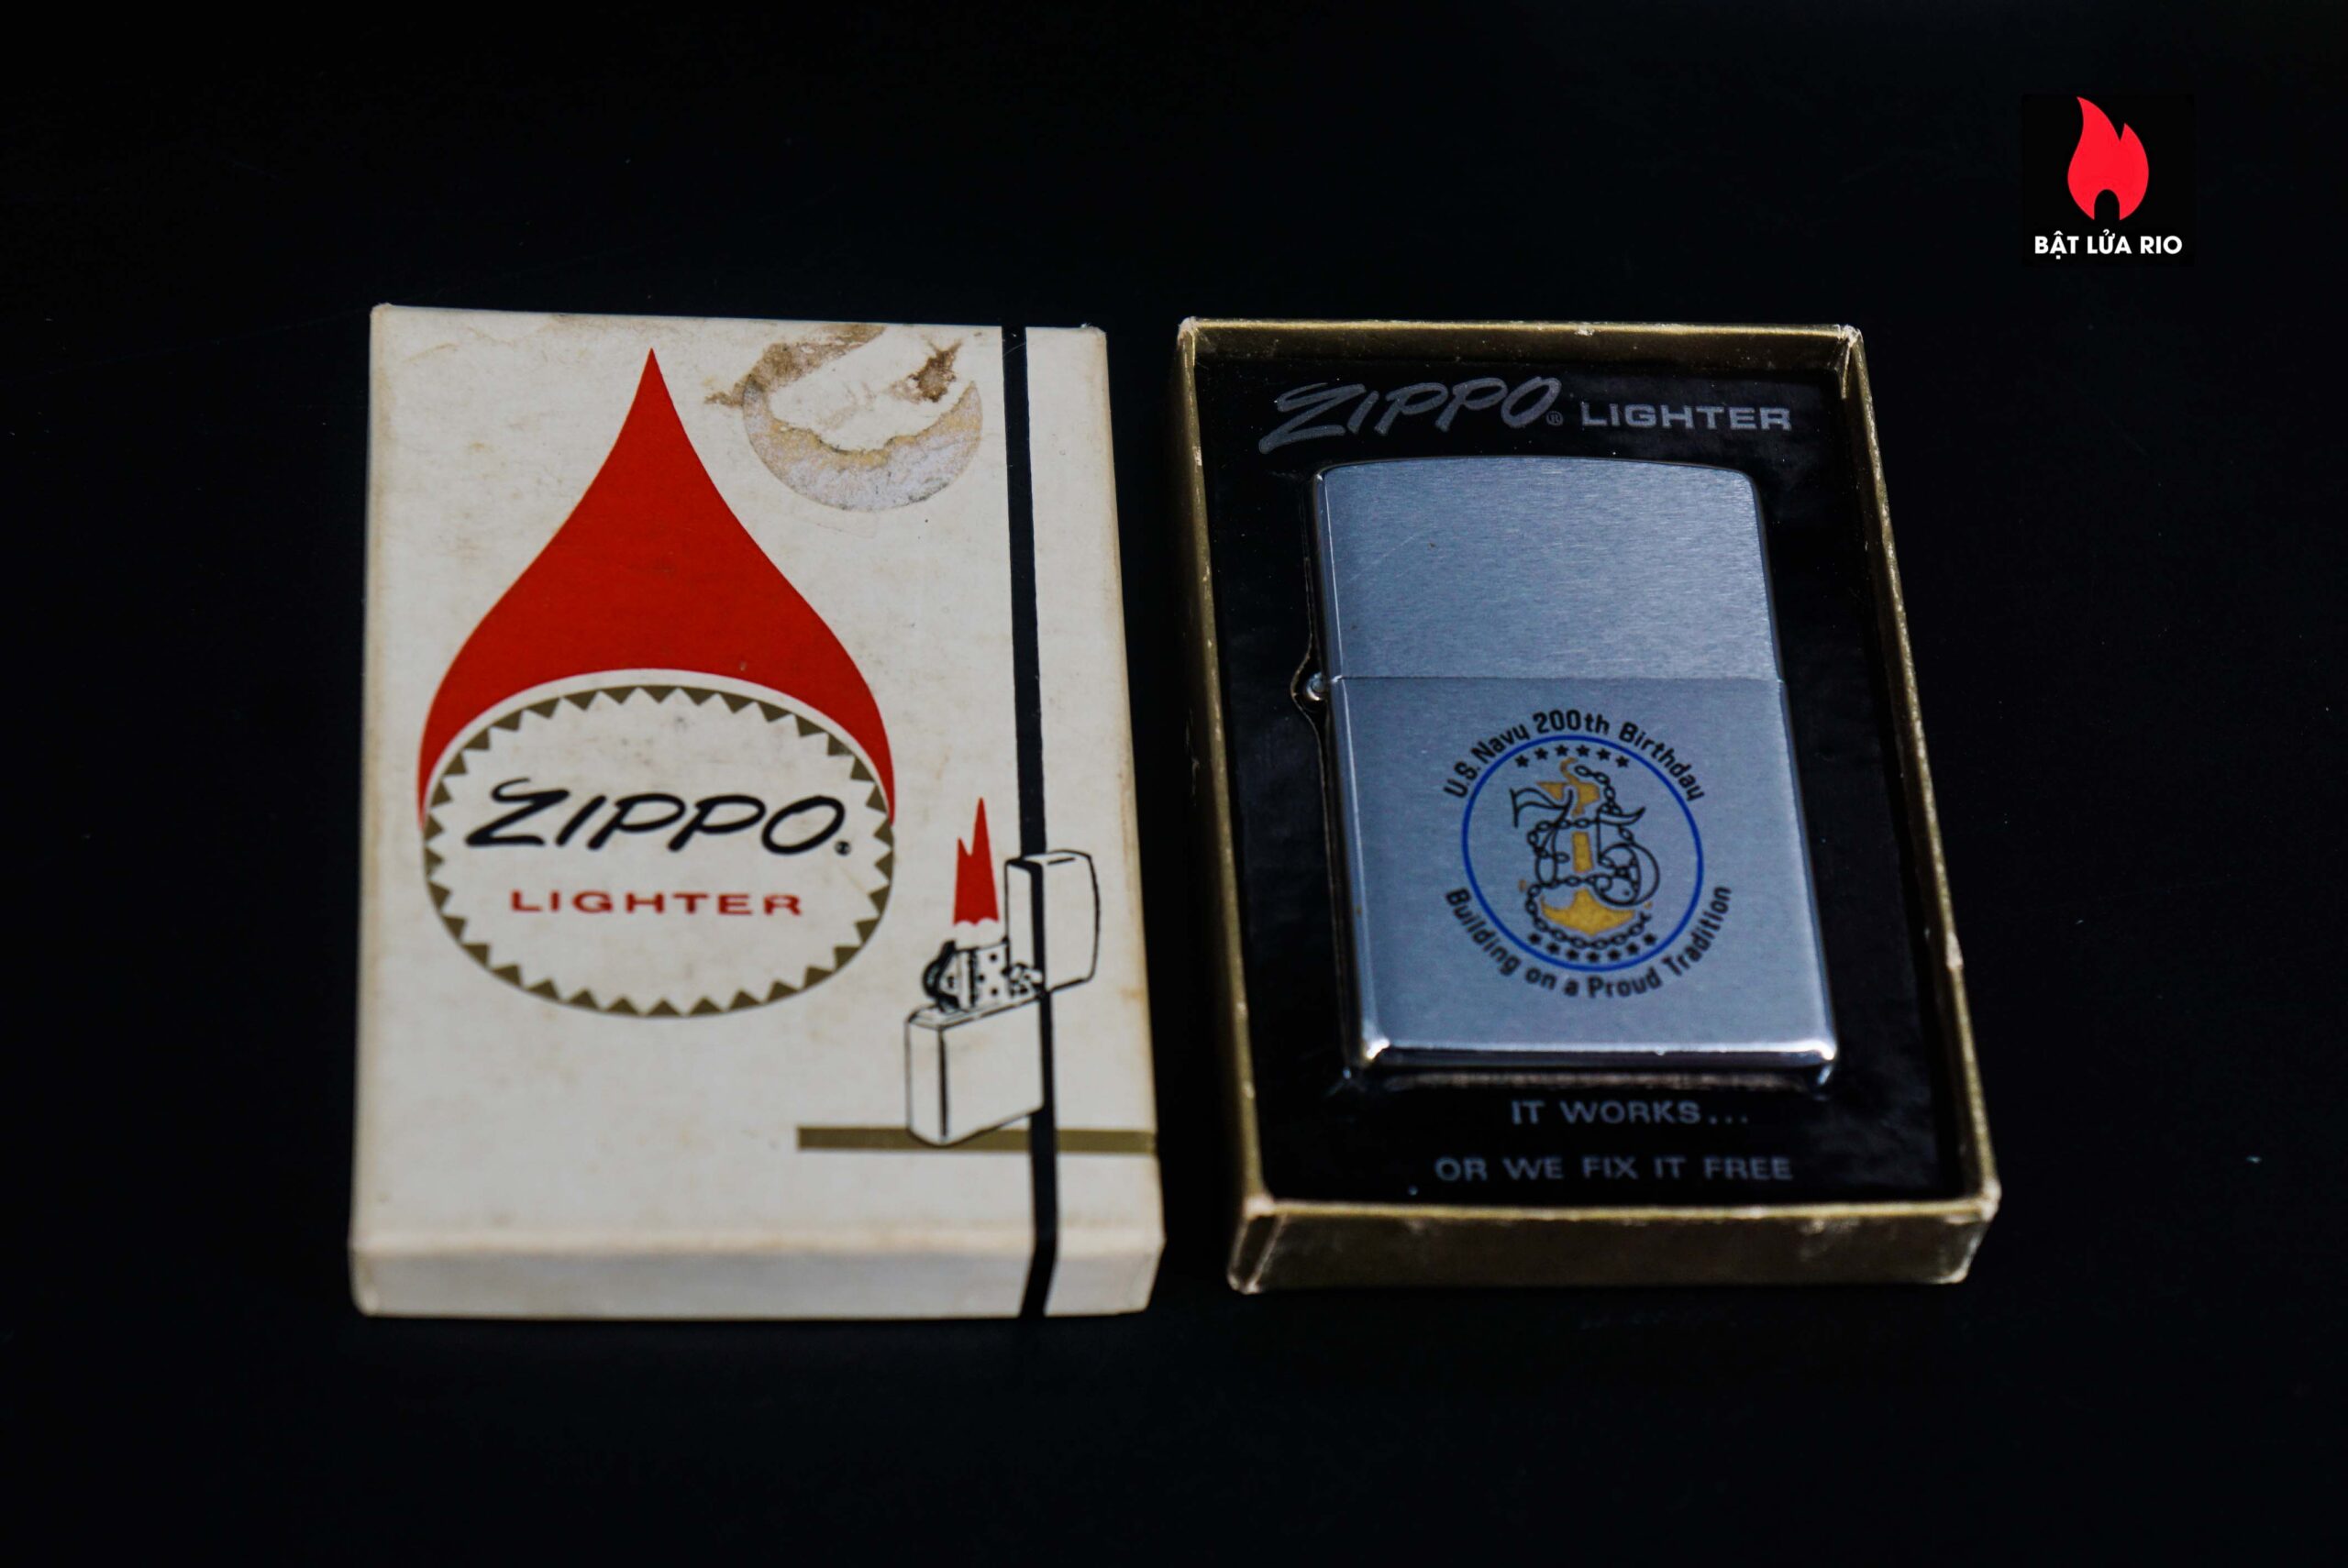 BẬT LỬA RIO
ZIPPO®
LIGHTER
ZIPPO® LIGHTER
U.S. Navy 200th Birthday
75
Building on a Proud Tradition
IT WORKS...
OR WE FIX IT FREE